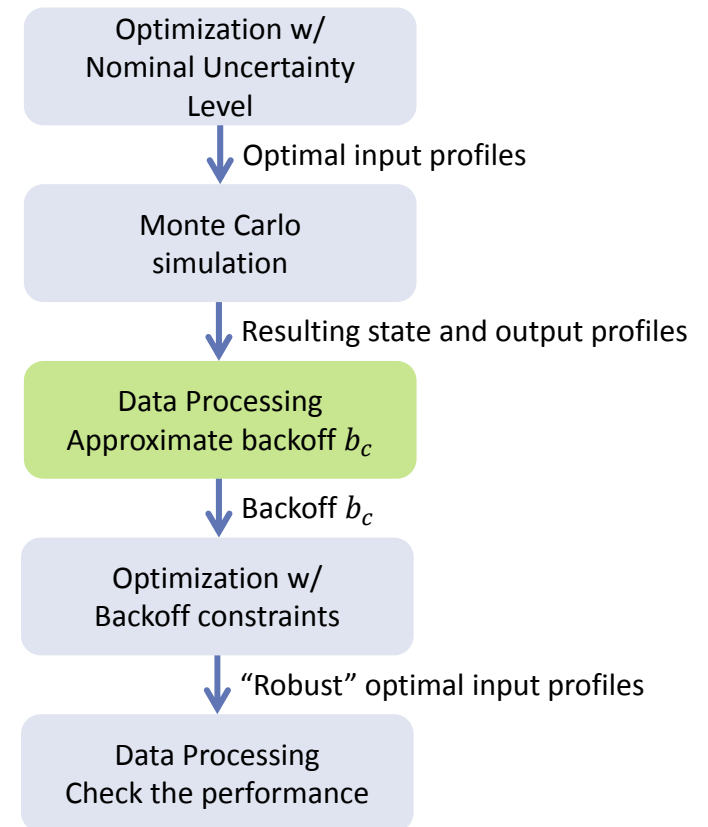 Optimization w/
Nominal Uncertainty
Level
Optimal input profiles
Monte Carlo
simulation
Resulting state and output profiles
Data Processing
Approximate backoff b_c
Backoff b_c
Optimization w/
Backoff constraints
“Robust” optimal input profiles
Data Processing
Check the performance